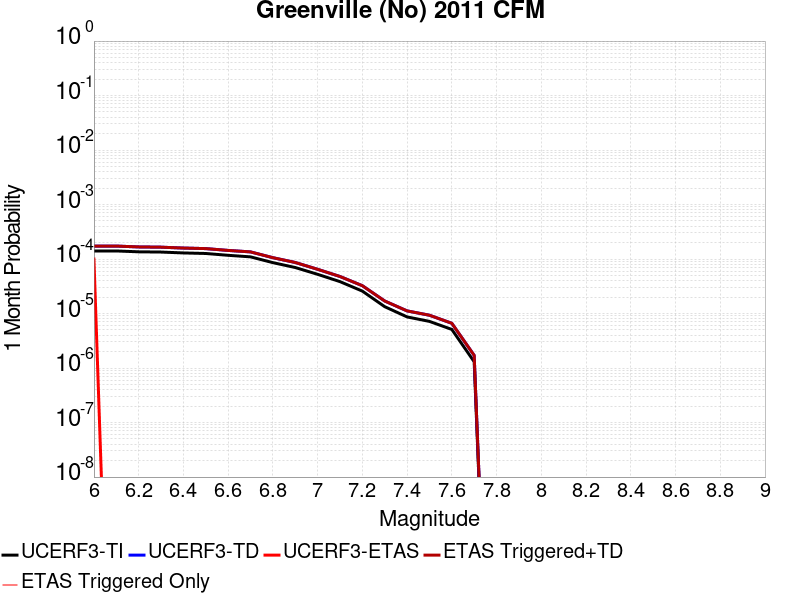 Greenville (No) 2011 CFM
1 Month Probability
10^0
10^-1
10^-2
10^-3
10^-4
10^-5
10^-6
10^-7
10^-8
6 6.2 6.4 6.6 6.8 7 7.2 7.4 7.6 7.8 8 8.2 8.4 8.6 8.8 9
Magnitude
UCERF3-TI UCERF3-TD UCERF3-ETAS ETAS Triggered+TD
ETAS Triggered Only